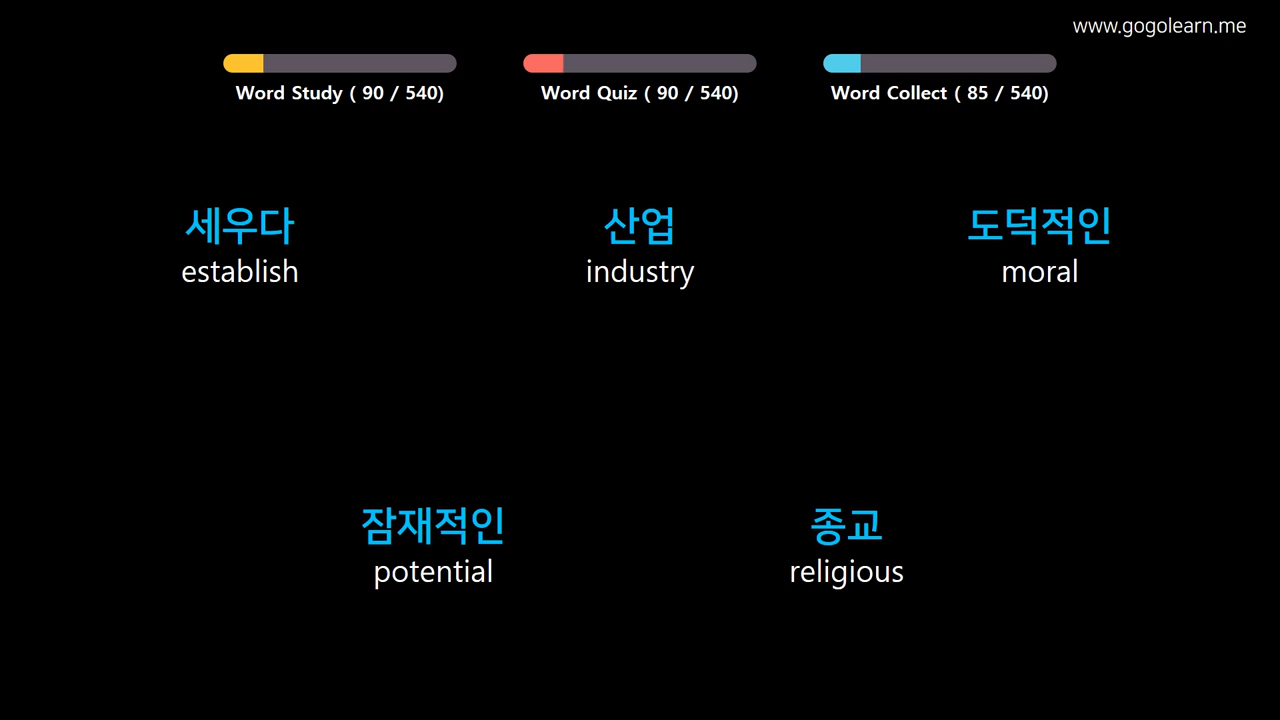 www.gogolearn.me
Word Study ( 90 / 540)
Word Quiz ( 90 / 540)
Word Collect ( 85 / 540)
세우다
establish
산업
industry
도덕적인
moral
잠재적인
potential
종교
religious